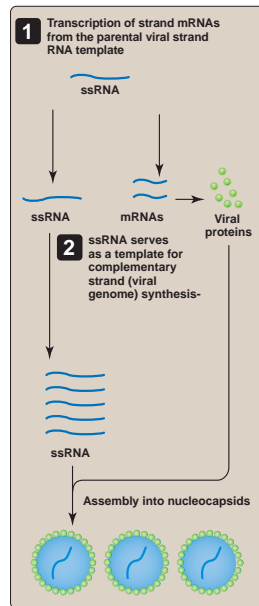 1 Transcription of strand mRNAs
from the parental viral strand
RNA template
ssRNA
ssRNA
mRNAs
Viral
proteins
2 ssRNA serves
as a template for
complementary
strand (viral
genome) synthesis-
ssRNA
Assembly into nucleocapsids